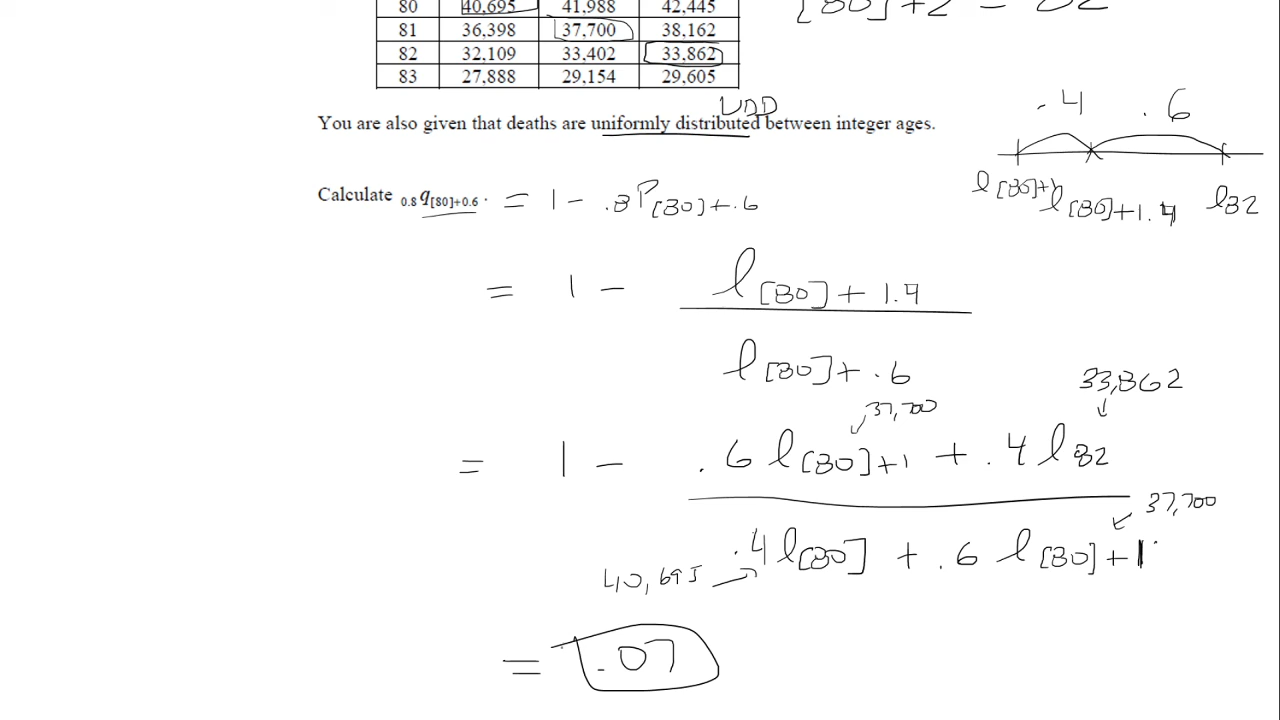 80 40,695 41,988 42,445
[80]+2 = 82
81 36,398 37,700 38,162
82 32,109 33,402 33,862
83 27,888 29,154 29,605
UDD
.4 .6
You are also given that deaths are uniformly distributed between integer ages.
l[80]+1 l[80]+1.4 l82
Calculate 0.8 q[80]+0.6 . = 1 - .8P[80]+.6
= 1 - l[80]+1.4
l[80]+.6
33,862
37,700
= 1 - .6 l[80]+1 + .4 l82
37,700
.4 l[80] + .6 l[80]+1
40,695
= .07